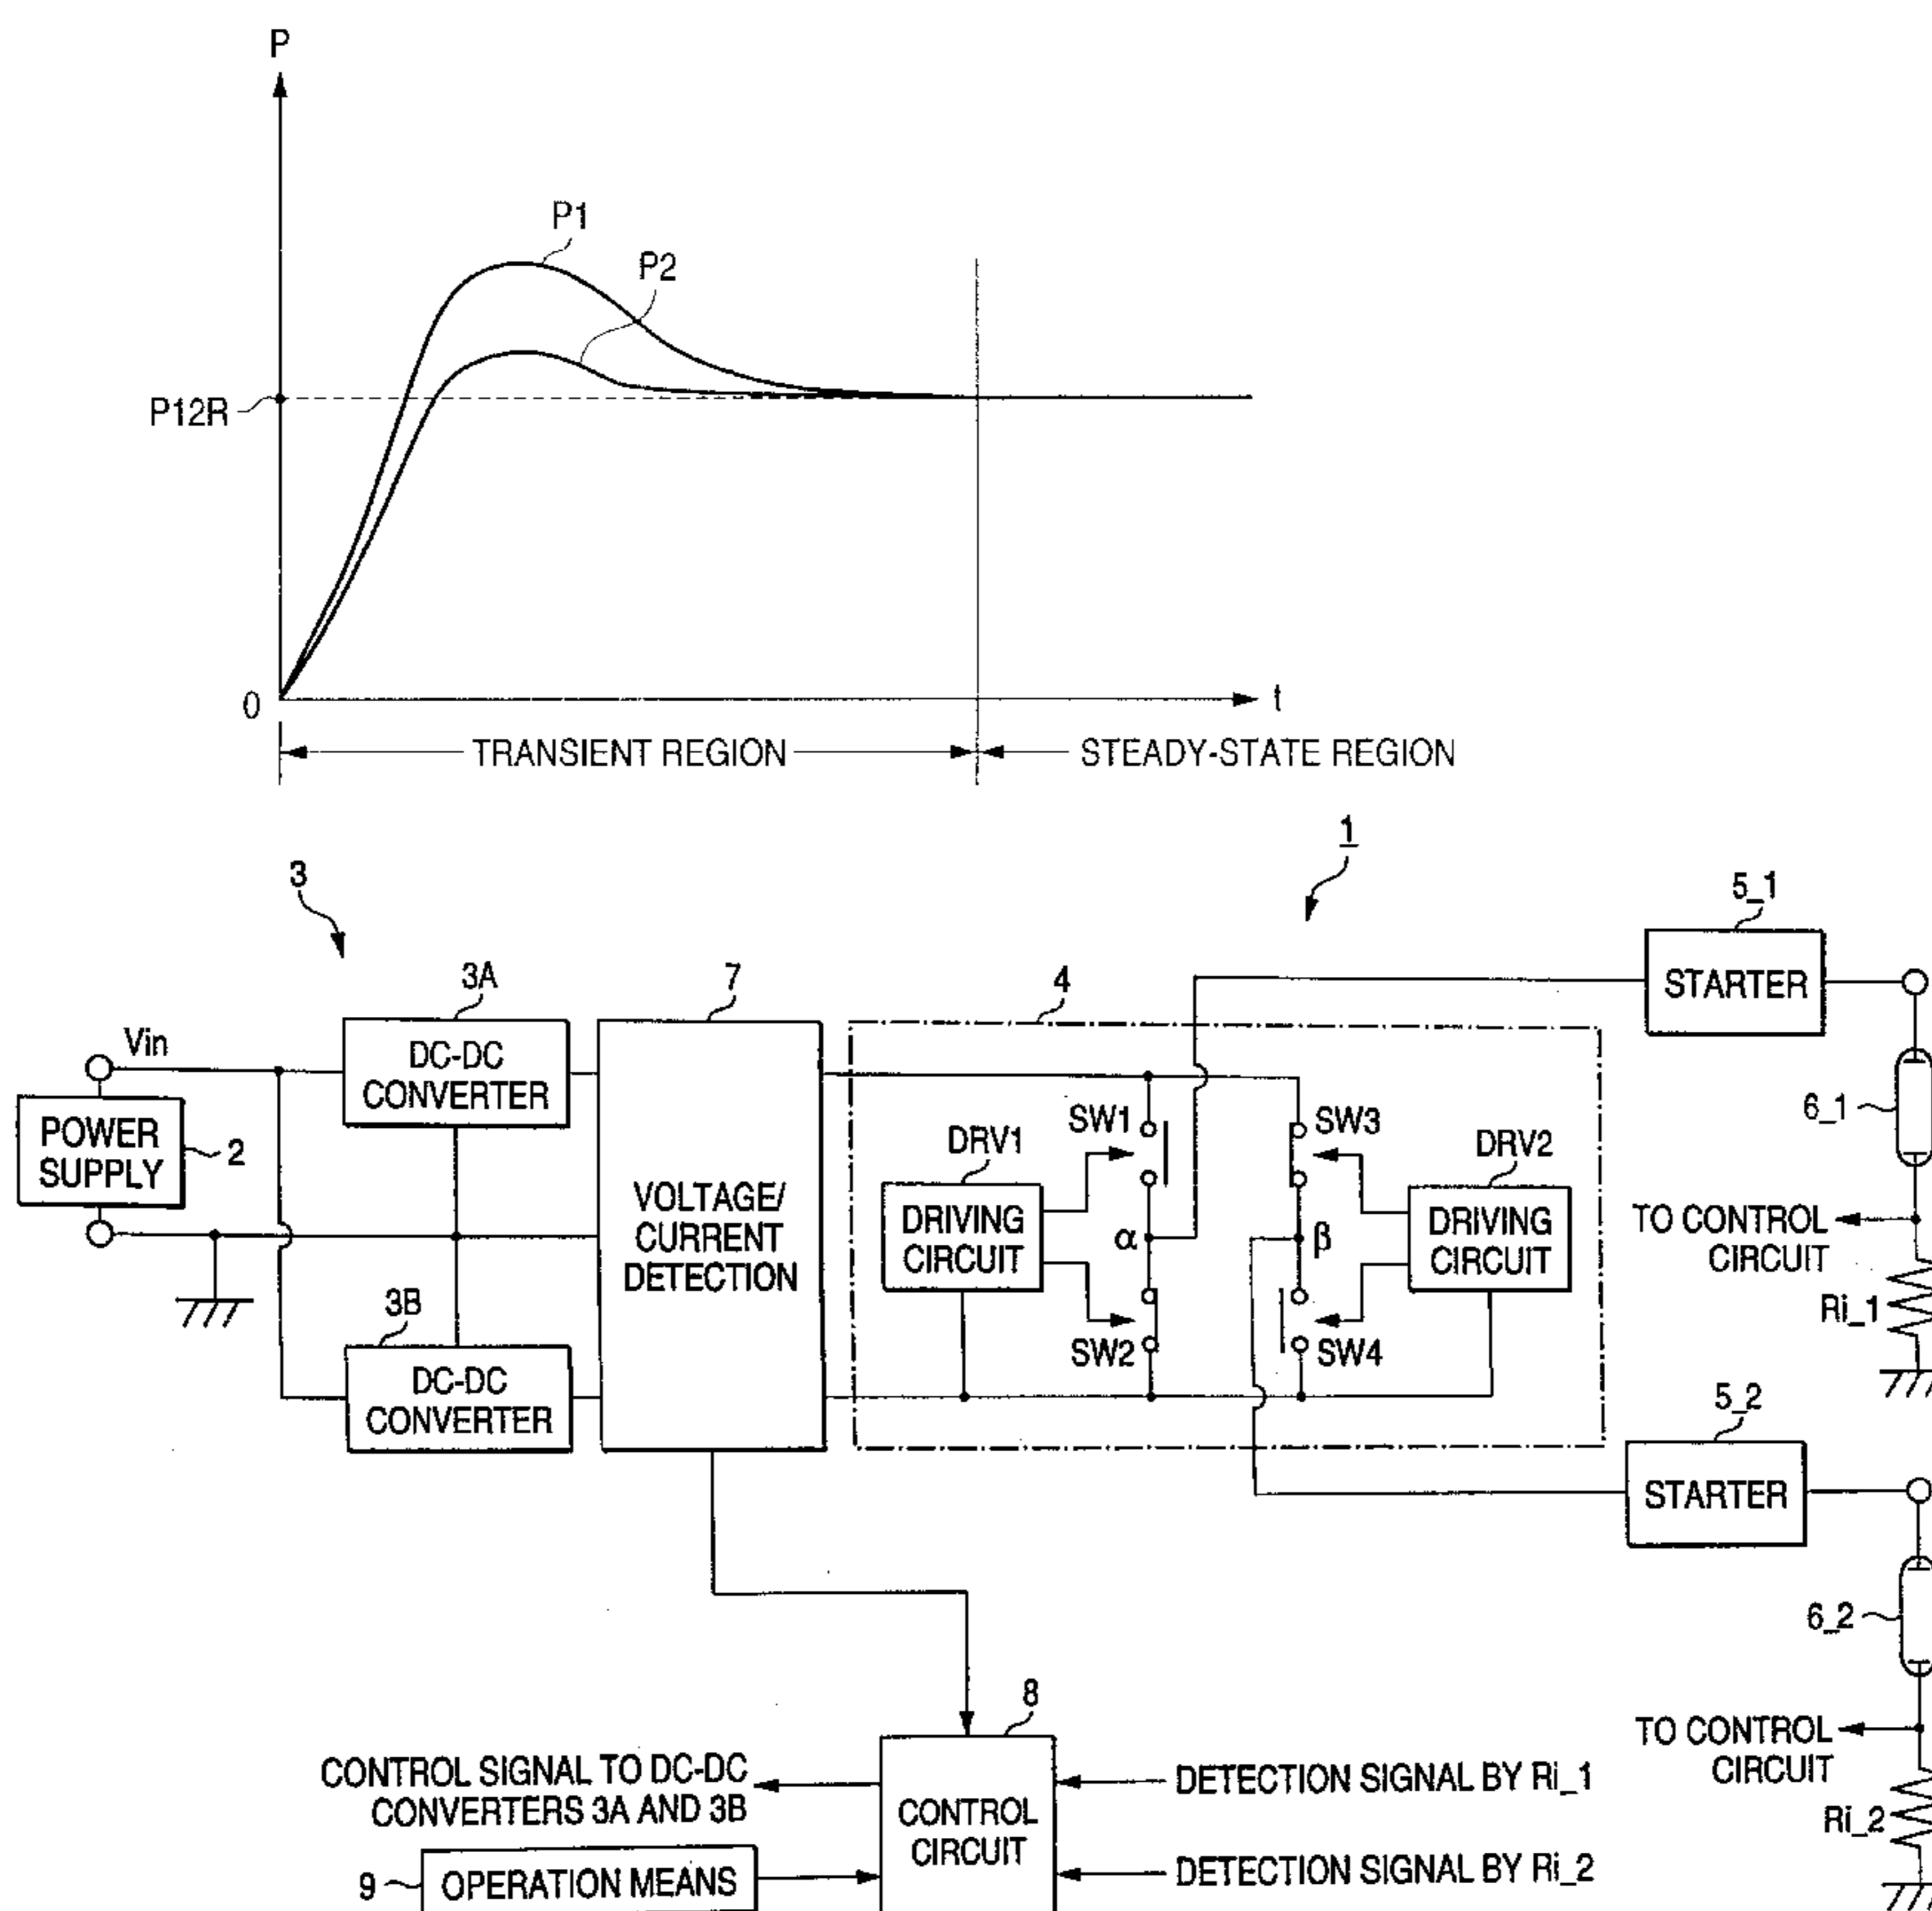 P
P1
P2
P12R
0
t
TRANSIENT REGION
STEADY-STATE REGION
1
3
5_1
STARTER
3A
7
4
Vin
DC-DC
CONVERTER
6_1
POWER
SUPPLY
2
SW1
SW3
DRV1
DRV2
VOLTAGE/
CURRENT
DETECTION
DRIVING
CIRCUIT
α
β
DRIVING
CIRCUIT
TO CONTROL
CIRCUIT
Ri_1
3B
SW2
SW4
DC-DC
CONVERTER
5_2
STARTER
6_2
8
TO CONTROL
CIRCUIT
CONTROL SIGNAL TO DC-DC
CONVERTERS 3A AND 3B
CONTROL
CIRCUIT
DETECTION SIGNAL BY Ri_1
Ri_2
9
OPERATION MEANS
DETECTION SIGNAL BY Ri_2